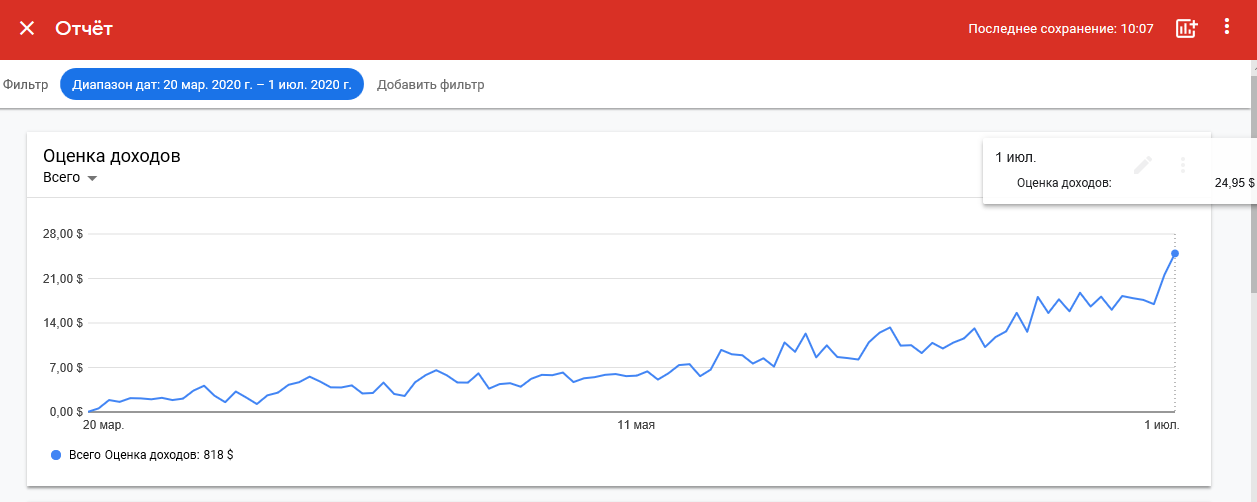 Отчёт
Последнее сохранение: 10:07
Фильтр
Диапазон дат: 20 мар. 2020 г. – 1 июл. 2020 г.
Добавить фильтр
Оценка доходов
Всего
1 июл.
Оценка доходов: 24,95 $
28,00 $
21,00 $
14,00 $
7,00 $
0,00 $
20 мар.
11 мая
1 июл.
Всего Оценка доходов: 818 $